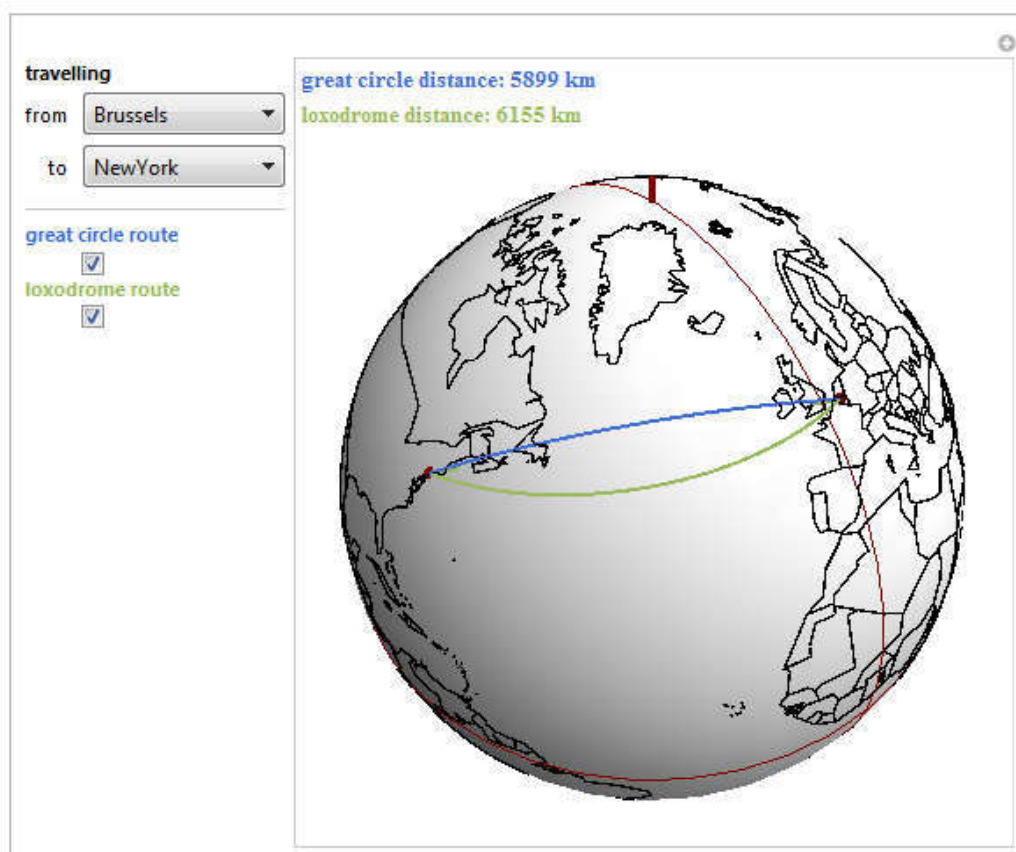 travelling
from Brussels
to NewYork
great circle route
loxodrome route
great circle distance: 5899 km
loxodrome distance: 6155 km